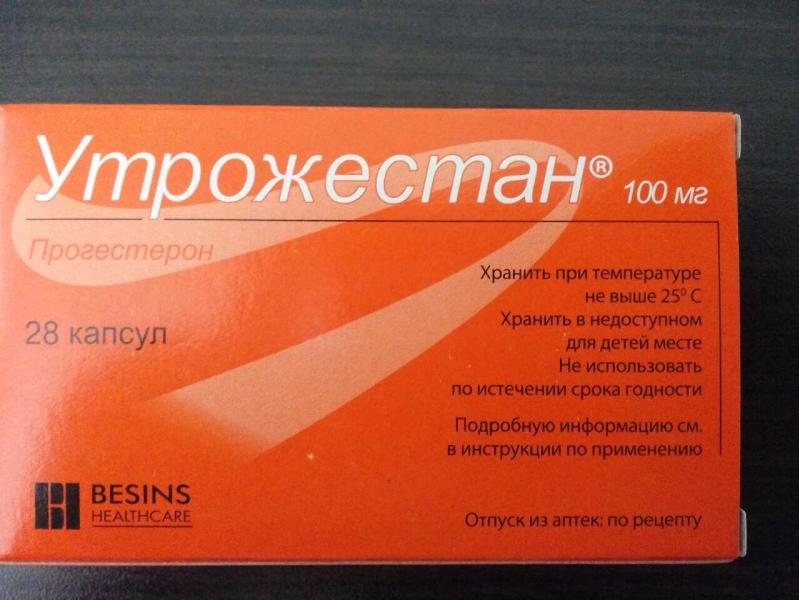 Утрожестан® 100 мг
Прогестерон
28 капсул
Хранить при температуре
не выше 25⁰ C
Хранить в недоступном
для детей месте
Не использовать
по истечении срока годности
Подробную информацию см.
в инструкции по применению
BESINS
HEALTHCARE
Отпуск из аптек: по рецепту